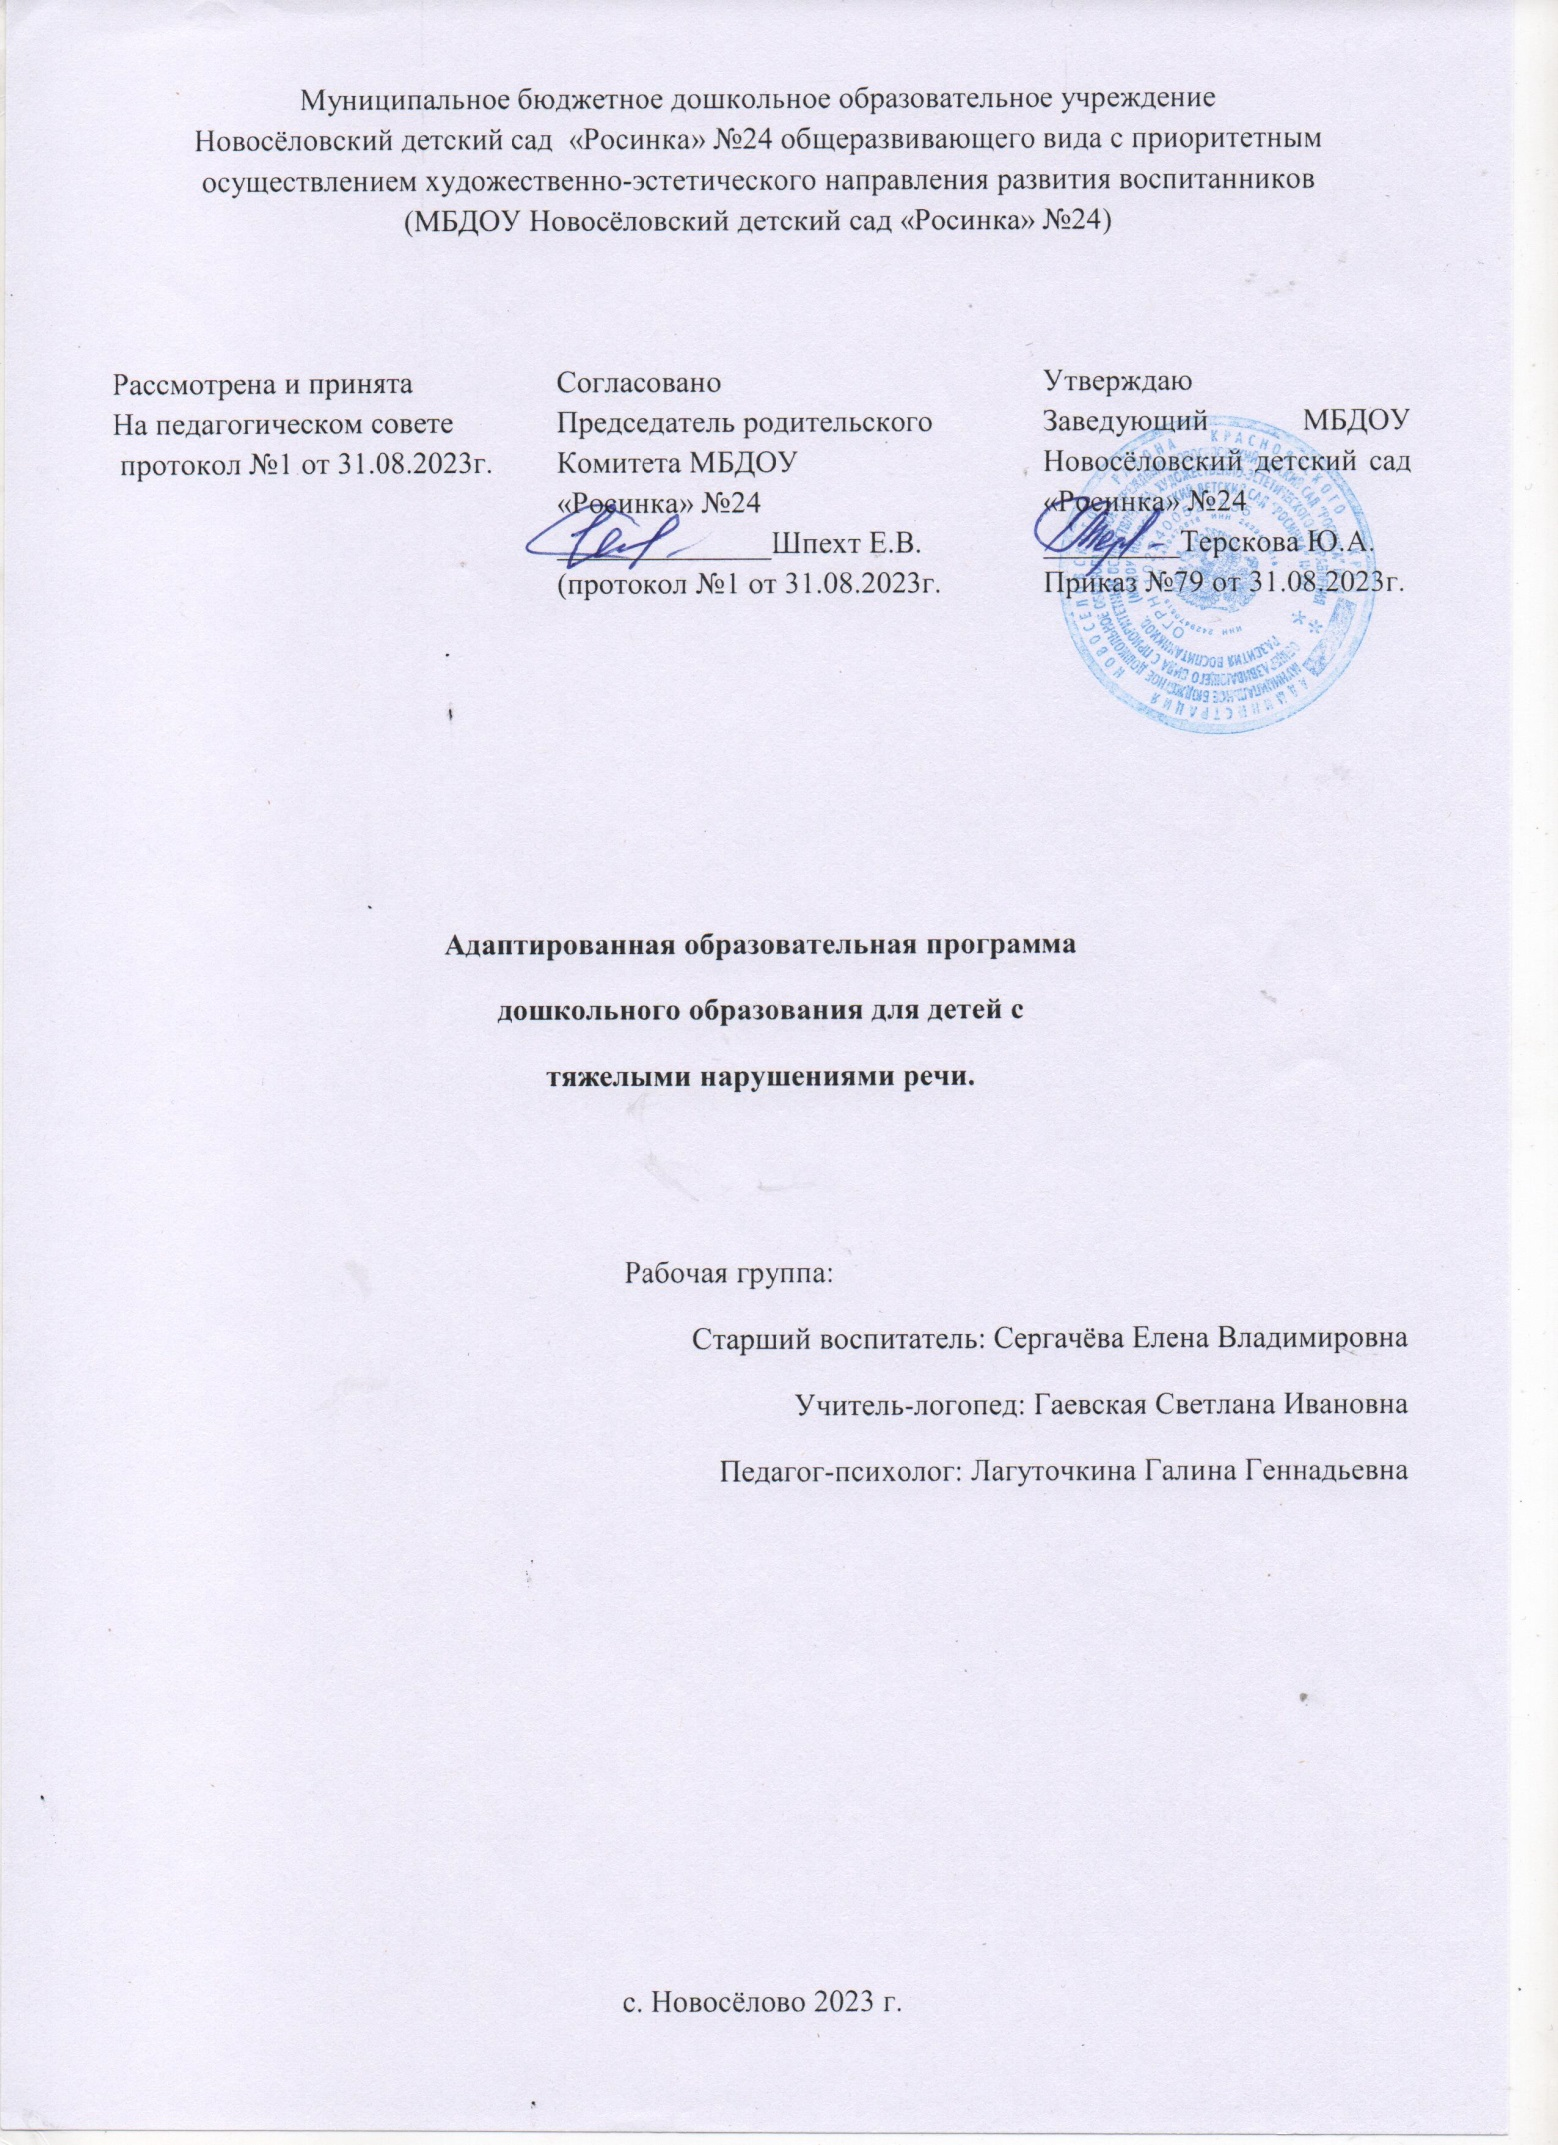 Муниципальное бюджетное дошкольное образовательное учреждение
Новосёловский детский сад «Росинка» №24 общеразвивающего вида с приоритетным
осуществлением художественно-эстетического направления развития воспитанников
(МБДОУ Новосёловский детский сад «Росинка» №24)
Рассмотрена и принята
На педагогическом совете
протокол №1 от 31.08.2023г.
Согласовано
Председатель родительского
Комитета МБДОУ
«Росинка» №24
______________Шпехт Е.В.
(протокол №1 от 31.08.2023г.
Утверждаю
Заведующий МБДОУ
Новосёловский детский сад
«Росинка» №24
_________Терскова Ю.А.
Приказ №79 от 31.08.2023г.
Адаптированная образовательная программа
дошкольного образования для детей с
тяжелыми нарушениями речи.
Рабочая группа:
Старший воспитатель: Сергачёва Елена Владимировна
Учитель-логопед: Гаевская Светлана Ивановна
Педагог-психолог: Лагуточкина Галина Геннадьевна
с. Новосёлово 2023 г.